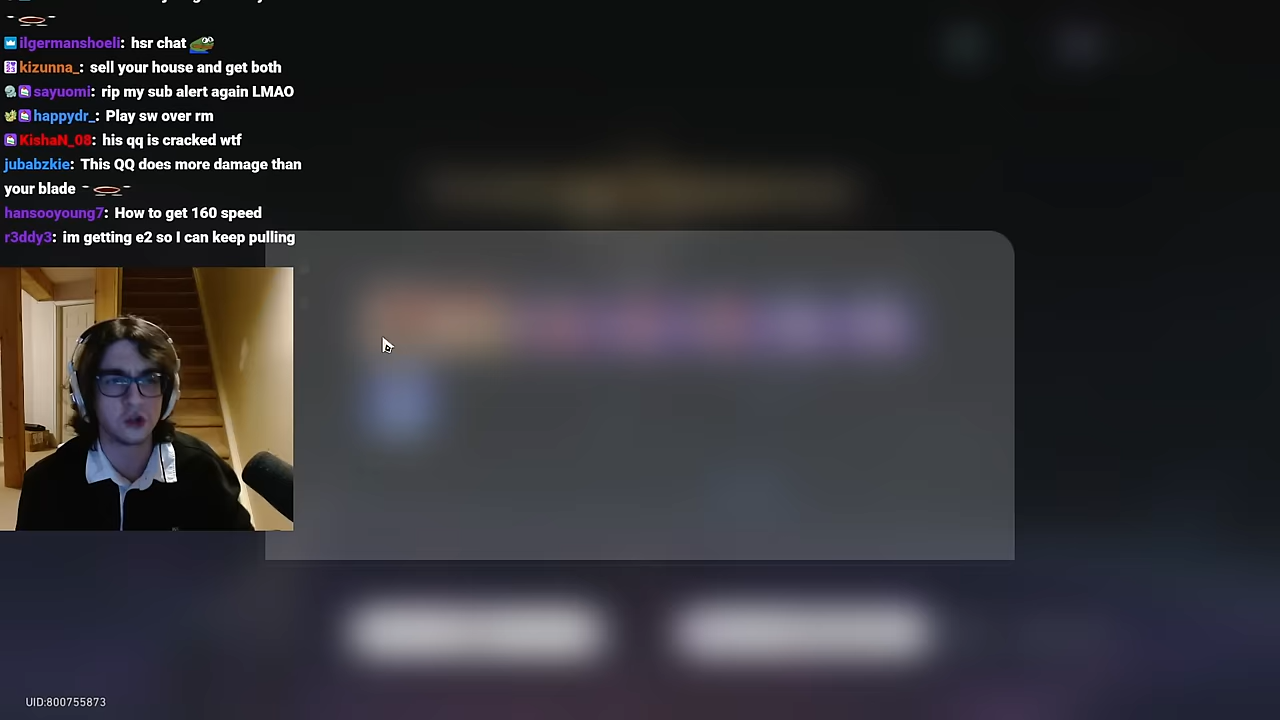 ilgermanshoeli: hsr chat
kizunna_: sell your house and get both
sayuomi: rip my sub alert again LMAO
happydr_: Play sw over rm
KishaN_08: his qq is cracked wtf
jubabzkie: This QQ does more damage than
your blade
hansooyoung7: How to get 160 speed
r3ddy3: im getting e2 so I can keep pulling
UID:800755873